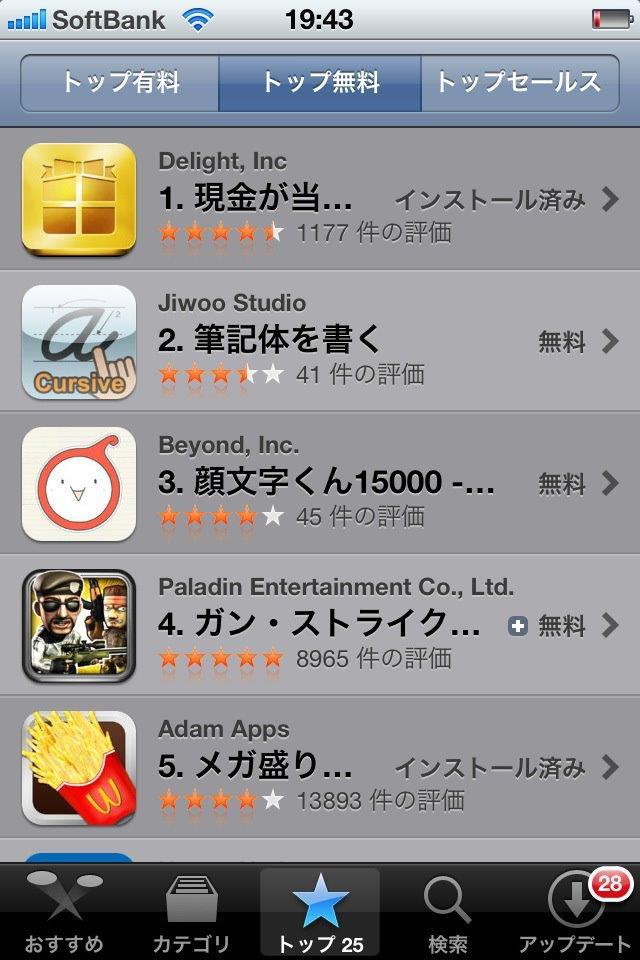 SoftBank 19:43
トップ有料 トップ無料 トップセールス
Delight, Inc
1. 現金が当... インストール済み
1177 件の評価
Jiwoo Studio
2. 筆記体を書く 無料
41 件の評価
Cursive
Beyond, Inc.
3. 顔文字くん15000 -... 無料
45 件の評価
Paladin Entertainment Co., Ltd.
4. ガン・ストライク... 無料
8965 件の評価
Adam Apps
5. メガ盛り... インストール済み
13893 件の評価
28
おすすめ カテゴリ トップ 25 検索 アップデート